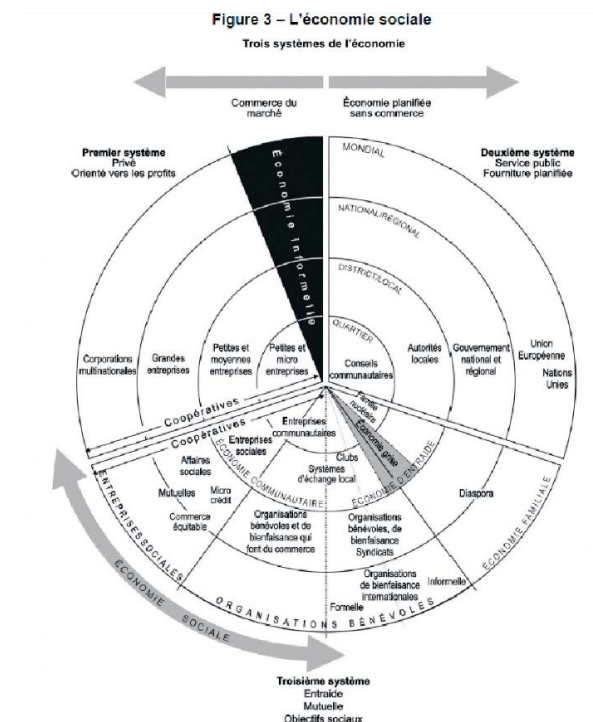 Figure 3 – L'économie sociale
Trois systèmes de l'économie
Commerce du
marché
Économie planifiée
sans commerce
Premier système
Privé
Orienté vers les profits
Deuxième système
Service public
Fourniture planifiée
Économie Informelle
MONDIAL
NATIONAL/RÉGIONAL
DISTRICT/LOCAL
QUARTIER
Corporations
multinationales
Grandes
entreprises
Petites et
moyennes
entreprises
Petites et
micro
entreprises
Conseils
communautaires
Autorités
locales
Gouvernement
national et
régional
Union
Européenne
Nations
Unies
Coopératives
Coopératives
Famille
nucléaire
Économie grise
Entreprises
communautaires
Entreprises
sociales
Clubs
Systèmes
d'échange local
Affaires
sociales
Mutuelles
Micro
crédit
Commerce
équitable
ÉCONOMIE COMMUNAUTAIRE
ÉCONOMIE D'ENTRAIDE
Diaspora
Organisations
bénévoles et de
bienfaisance qui
font du commerce
Organisations
bénévoles, de
bienfaisance
Syndicats
Organisations
de bienfaisance
internationales
Informelle
Formelle
ENTREPRISES SOCIALES
ORGANISATIONS BÉNÉVOLES
ÉCONOMIE FAMILIALE
ÉCONOMIE SOCIALE
Troisième système
Entraide
Mutuelle
Objectifs sociaux